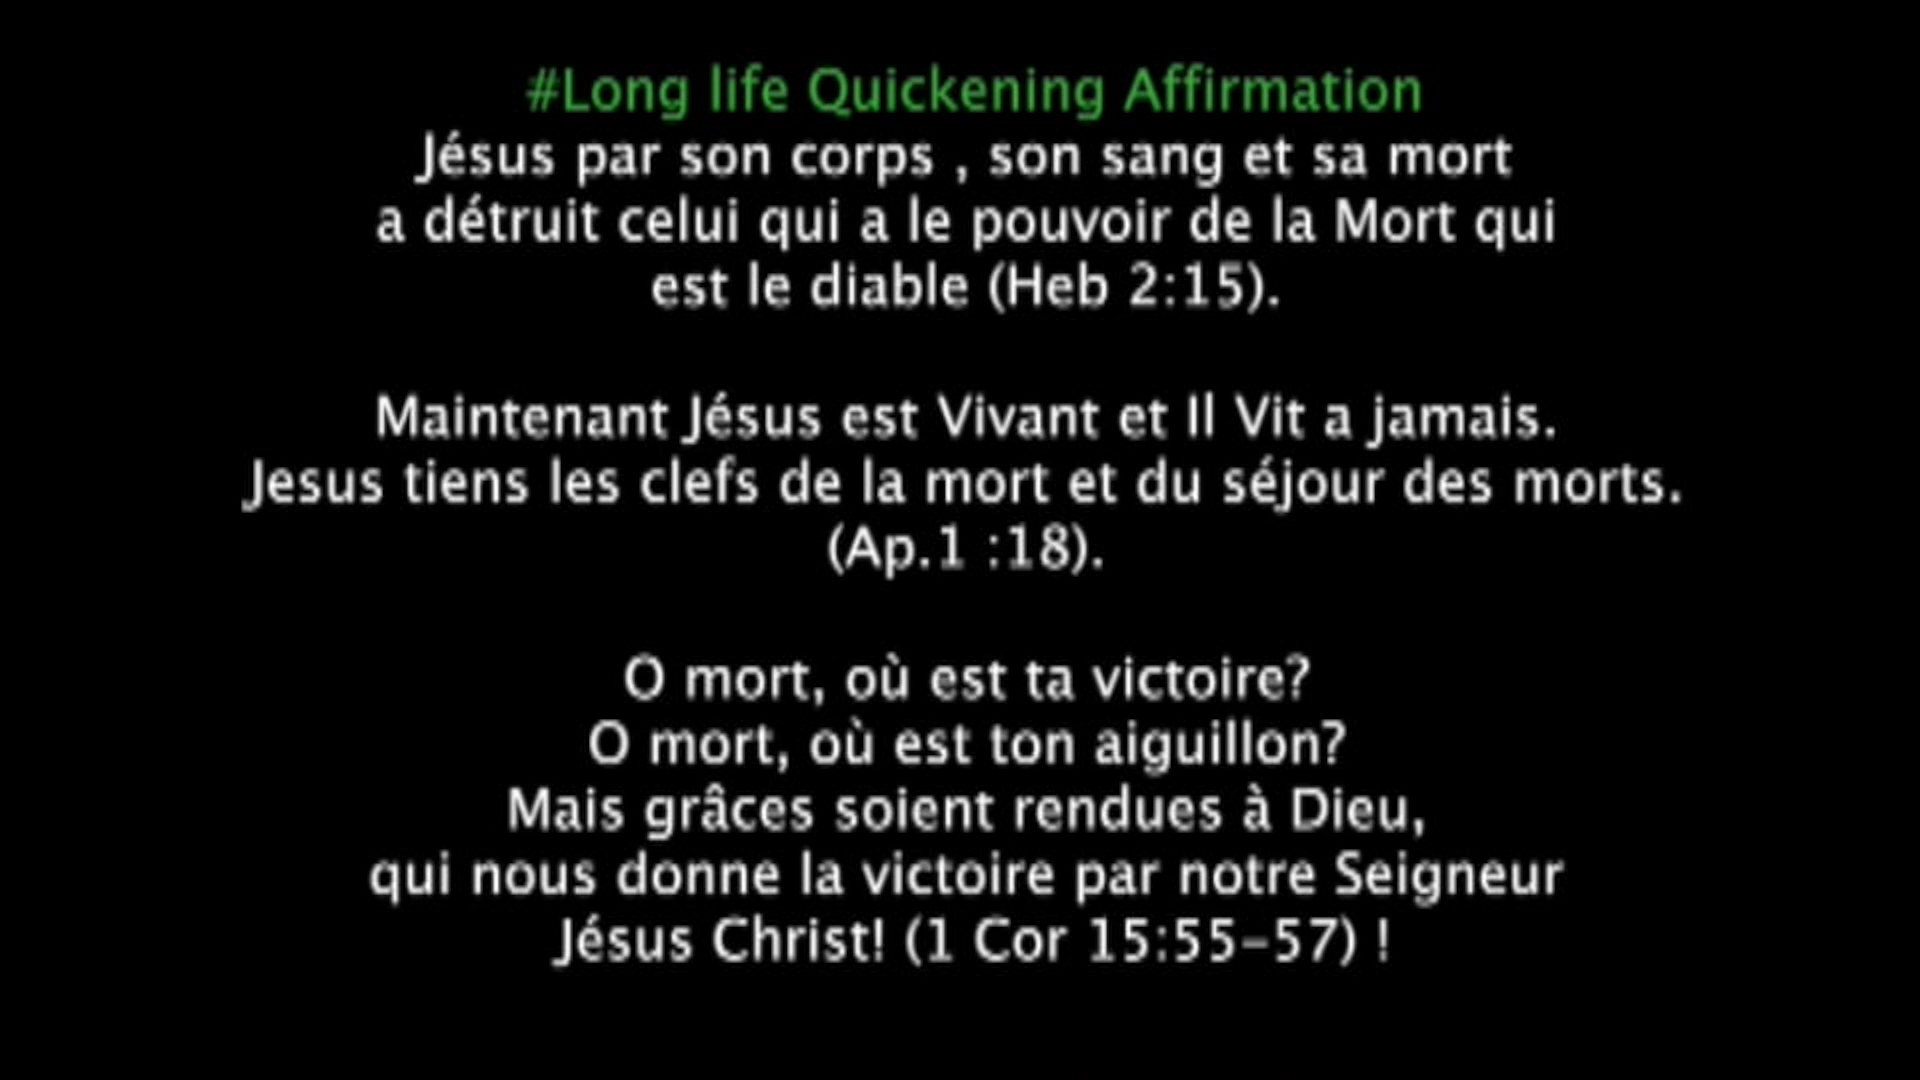 #Long life Quickening Affirmation
Jésus par son corps , son sang et sa mort
a détruit celui qui a le pouvoir de la Mort qui
est le diable (Heb 2:15).
Maintenant Jésus est Vivant et Il Vit a jamais.
Jesus tiens les clefs de la mort et du séjour des morts.
(Ap.1 :18).
O mort, où est ta victoire?
O mort, où est ton aiguillon?
Mais grâces soient rendues à Dieu,
qui nous donne la victoire par notre Seigneur
Jésus Christ! (1 Cor 15:55-57) !